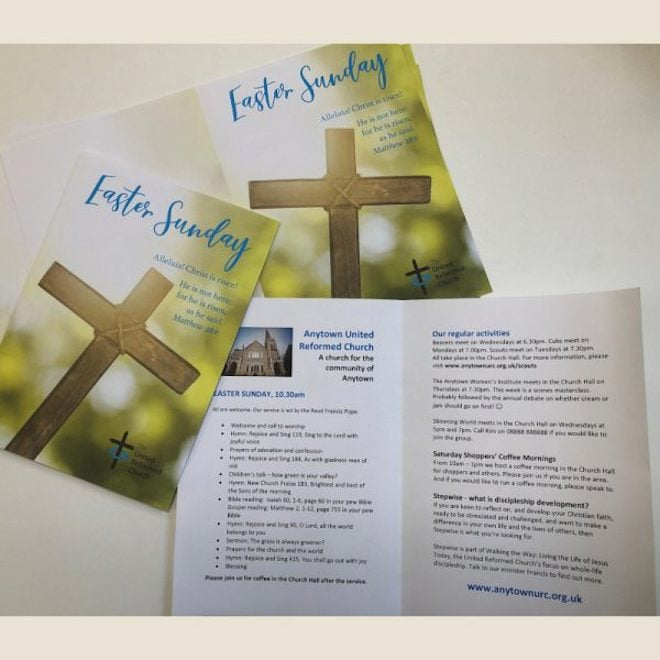 Easter Sunday
Alleluia! Christ is risen!
He is not here:
for he is risen,
as he said.
Matthew 28:6
The
United
Reformed
Church
Easter Sunday
Alleluia! Christ is risen!
He is not here:
for he is risen,
as he said.
Matthew 28:6
The
United
Reformed
Church
Anytown United
Reformed Church
A church for the
community of
Anytown
EASTER SUNDAY, 10.30am
All are welcome. Our service is led by the Revd Francis Pope
• Welcome and call to worship
• Hymn: Rejoice and Sing 119, Sing to the Lord with
joyful voice
• Prayers of adoration and confession
• Hymn: Rejoice and Sing 184, As with gladness men of
old
• Children's talk – How green is your valley?
• Hymn: New Church Praise 183, Brightest and best of
the Sons of the morning
• Bible reading: Isaiah 60, 1-6, page 60 in your pew Bible
Gospel reading: Matthew 2, 1-12, page 755 in your pew
Bible
• Hymn: Rejoice and Sing 90, O Lord, all the world
belongs to you
• Sermon: The grass is always greener?
• Prayers for the church and the world
• Hymn: Rejoice and Sing 415, You shall go out with joy
• Blessing
Please join us for coffee in the Church Hall after the service.
Our regular activities
Beavers meet on Wednesdays at 6.30pm. Cubs meet on
Mondays at 7.00pm. Scouts meet on Tuesdays at 7.30pm.
All take place in the Church Hall. For more information, please
visit www.anytownurc.org.uk/scouts
The Anytown Women's Institute meets in the Church Hall on
Thursdays at 7.30pm. This week is a scones masterclass.
Probably followed by the annual debate on whether cream or
jam should go on first! ☺
Slimming World meets in the Church Hall on Wednesdays at
5pm and 7pm. Call Kim on 08888 888888 if you would like to
join the group.
Saturday Shoppers' Coffee Mornings
From 10am – 1pm we host a coffee morning in the Church Hall
for shoppers and others. Please join us if you are in the area.
And if you would like to run a coffee morning, please speak to
Stepwise - what is discipleship development?
If you are keen to reflect on, and develop your Christian faith,
ready to be stimulated and challenged, and want to make a
difference in your own life and the lives of others, then
Stepwise is what you're looking for.
Stepwise is part of Walking the Way: Living the Life of Jesus
Today, the United Reformed Church's focus on whole-life
discipleship. Talk to our minister Francis to find out more.
www.anytownurc.org.uk